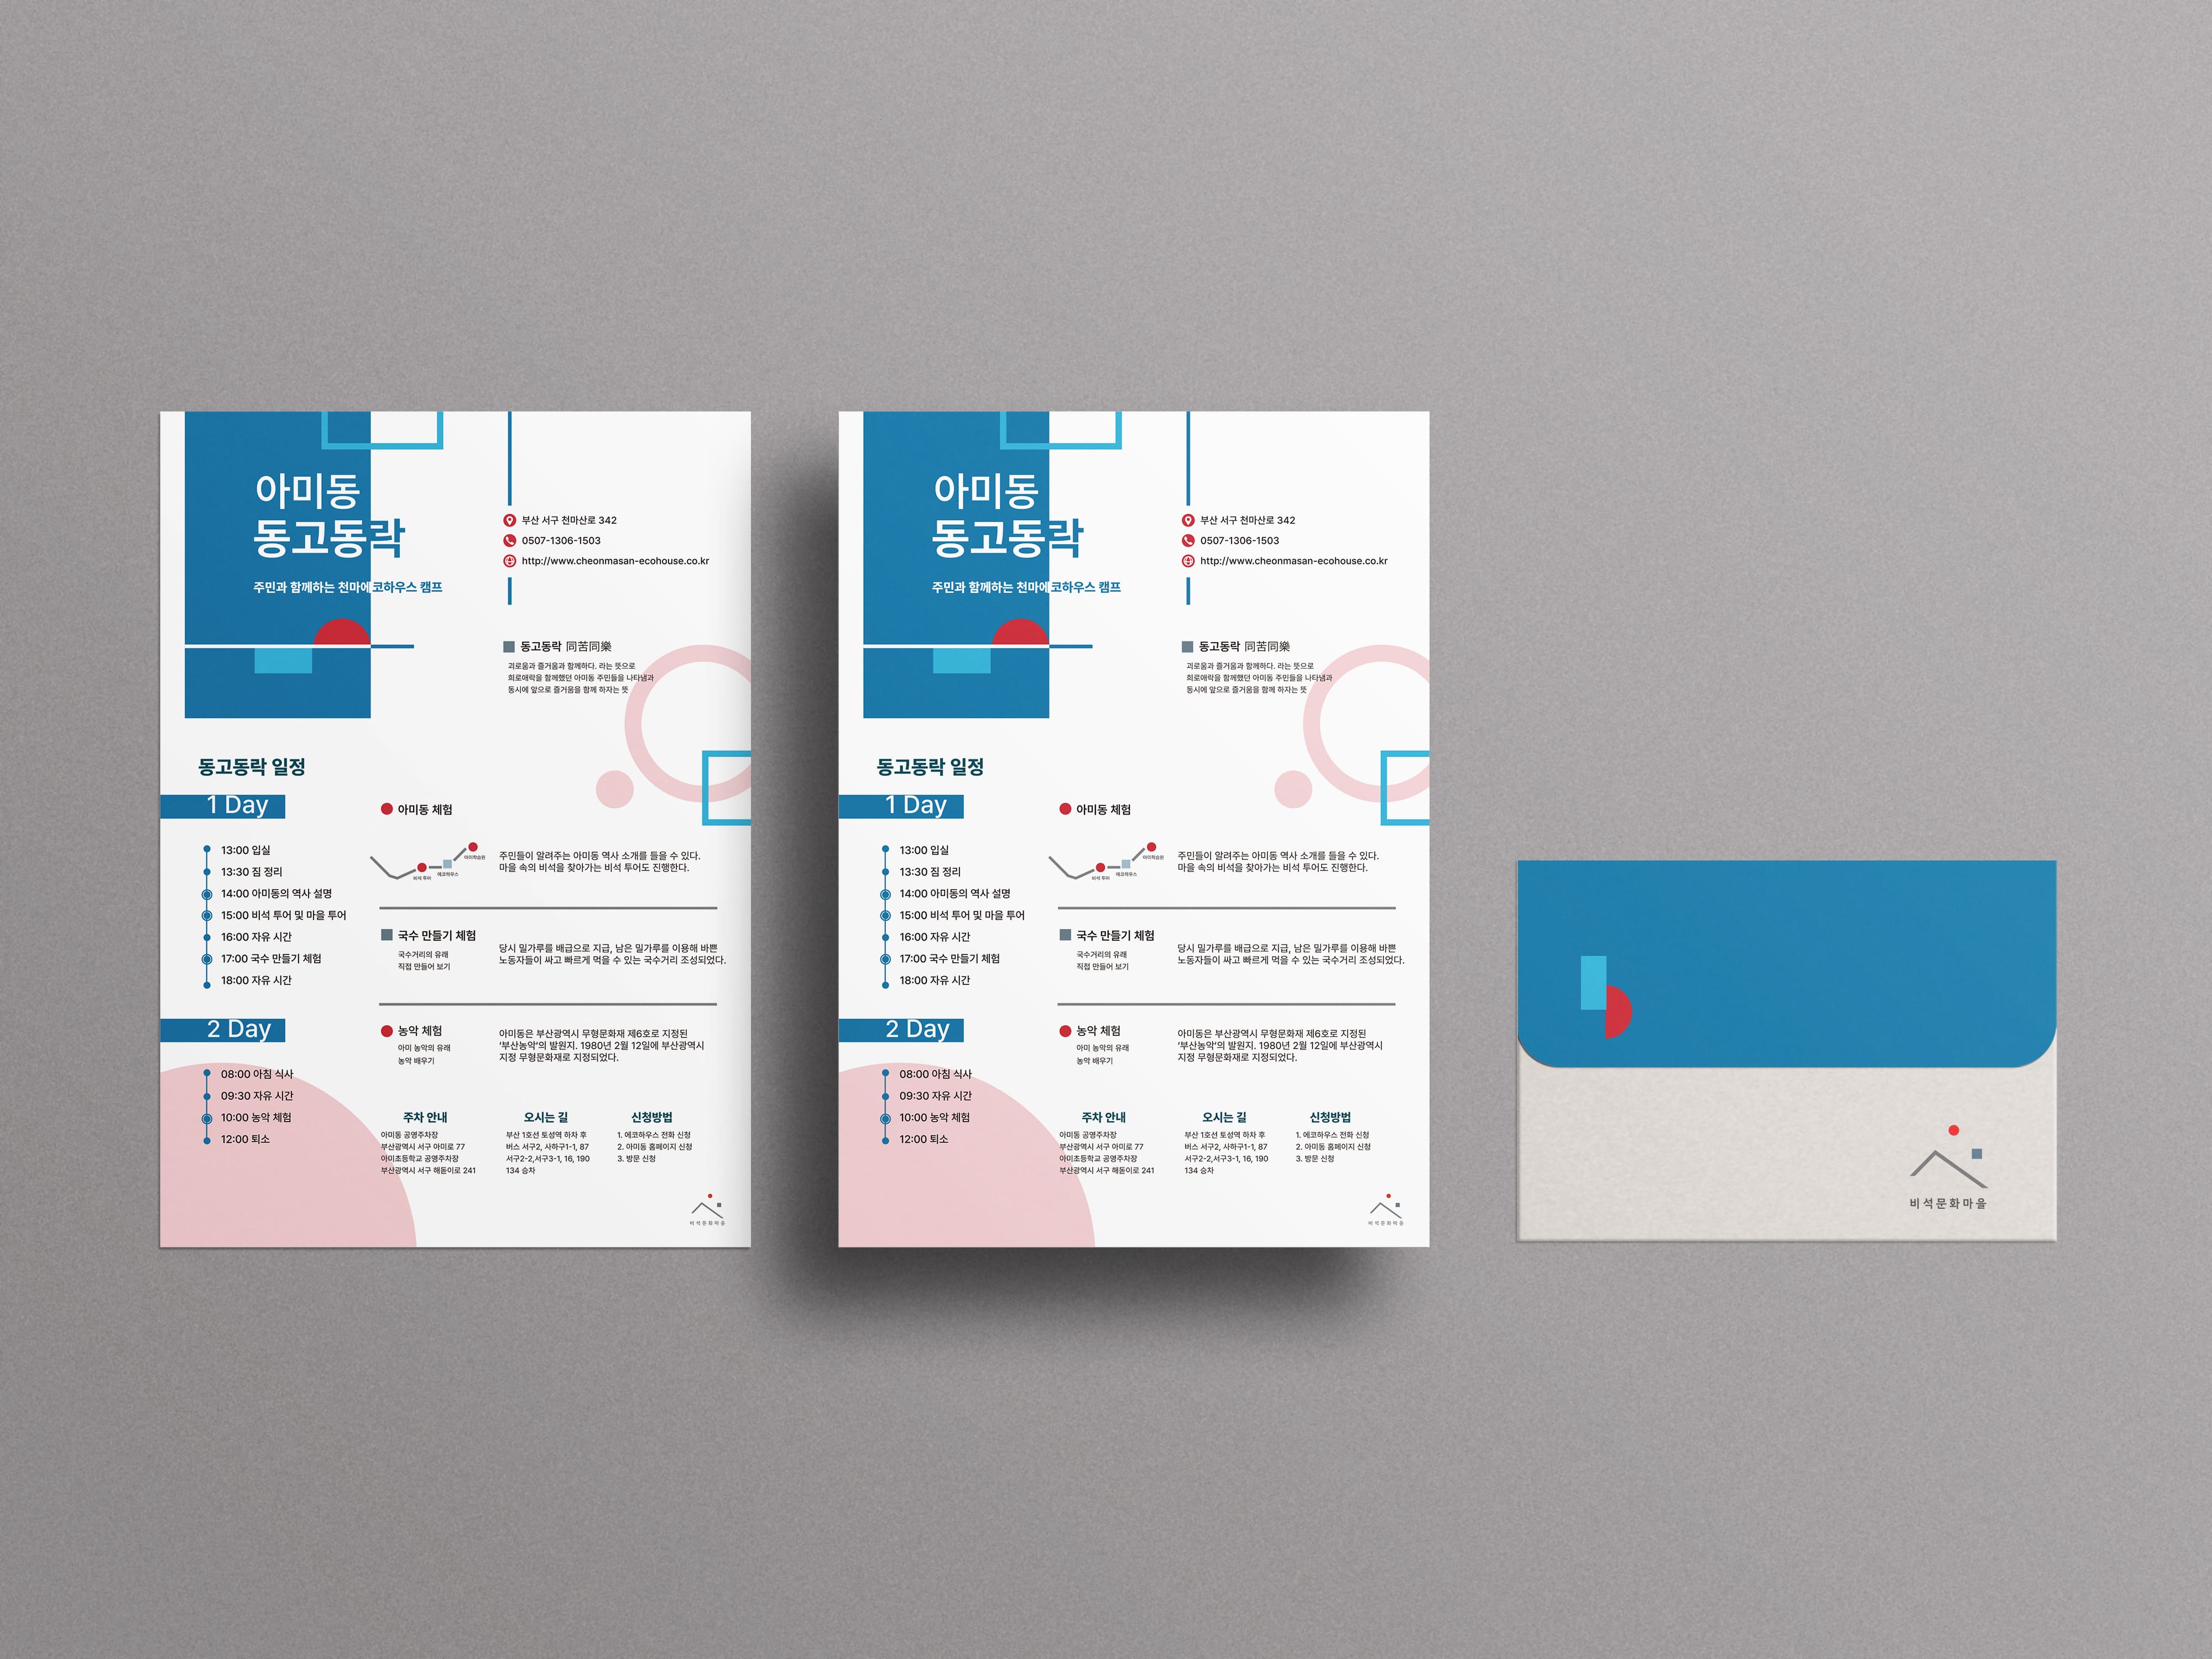 아미동
동고동락
주민과 함께하는 천마에코하우스 캠프
부산 서구 천마산로 342
0507-1306-1503
http://www.cheonmasan-ecohouse.co.kr
동고동락 同苦同樂
괴로움과 즐거움과 함께하다. 라는 뜻으로
희로애락을 함께했던 아미동 주민들을 나타냄과
동시에 앞으로 즐거움을 함께 하자는 뜻
동고동락 일정
1 Day
13:00 입실
13:30 짐 정리
14:00 아미동의 역사 설명
15:00 비석 투어 및 마을 투어
16:00 자유 시간
17:00 국수 만들기 체험
18:00 자유 시간
아미동 체험
비석 투어
에코하우스
아미학습원
주민들이 알려주는 아미동 역사 소개를 들을 수 있다.
마을 속의 비석을 찾아가는 비석 투어도 진행한다.
국수 만들기 체험
국수거리의 유래
직접 만들어 보기
당시 밀가루를 배급으로 지급, 남은 밀가루를 이용해 바쁜
노동자들이 싸고 빠르게 먹을 수 있는 국수거리 조성되었다.
2 Day
08:00 아침 식사
09:30 자유 시간
10:00 농악 체험
12:00 퇴소
농악 체험
아미 농악의 유래
농악 배우기
아미동은 부산광역시 무형문화재 제6호로 지정된
'부산농악'의 발원지. 1980년 2월 12일에 부산광역시
지정 무형문화재로 지정되었다.
주차 안내
아미동 공영주차장
부산광역시 서구 아미로 77
아미초등학교 공영주차장
부산광역시 서구 해돋이로 241
오시는 길
부산 1호선 토성역 하차 후
버스 서구2, 사하구1-1, 87
서구2-2,서구3-1, 16, 190
134 승차
신청방법
1. 에코하우스 전화 신청
2. 아미동 홈페이지 신청
3. 방문 신청
비석문화마을
아미동
동고동락
주민과 함께하는 천마에코하우스 캠프
부산 서구 천마산로 342
0507-1306-1503
http://www.cheonmasan-ecohouse.co.kr
동고동락 同苦同樂
괴로움과 즐거움과 함께하다. 라는 뜻으로
희로애락을 함께했던 아미동 주민들을 나타냄과
동시에 앞으로 즐거움을 함께 하자는 뜻
동고동락 일정
1 Day
13:00 입실
13:30 짐 정리
14:00 아미동의 역사 설명
15:00 비석 투어 및 마을 투어
16:00 자유 시간
17:00 국수 만들기 체험
18:00 자유 시간
아미동 체험
비석 투어
에코하우스
아미학습원
주민들이 알려주는 아미동 역사 소개를 들을 수 있다.
마을 속의 비석을 찾아가는 비석 투어도 진행한다.
국수 만들기 체험
국수거리의 유래
직접 만들어 보기
당시 밀가루를 배급으로 지급, 남은 밀가루를 이용해 바쁜
노동자들이 싸고 빠르게 먹을 수 있는 국수거리 조성되었다.
2 Day
08:00 아침 식사
09:30 자유 시간
10:00 농악 체험
12:00 퇴소
농악 체험
아미 농악의 유래
농악 배우기
아미동은 부산광역시 무형문화재 제6호로 지정된
'부산농악'의 발원지. 1980년 2월 12일에 부산광역시
지정 무형문화재로 지정되었다.
주차 안내
아미동 공영주차장
부산광역시 서구 아미로 77
아미초등학교 공영주차장
부산광역시 서구 해돋이로 241
오시는 길
부산 1호선 토성역 하차 후
버스 서구2, 사하구1-1, 87
서구2-2,서구3-1, 16, 190
134 승차
신청방법
1. 에코하우스 전화 신청
2. 아미동 홈페이지 신청
3. 방문 신청
비석문화마을
비석문화마을